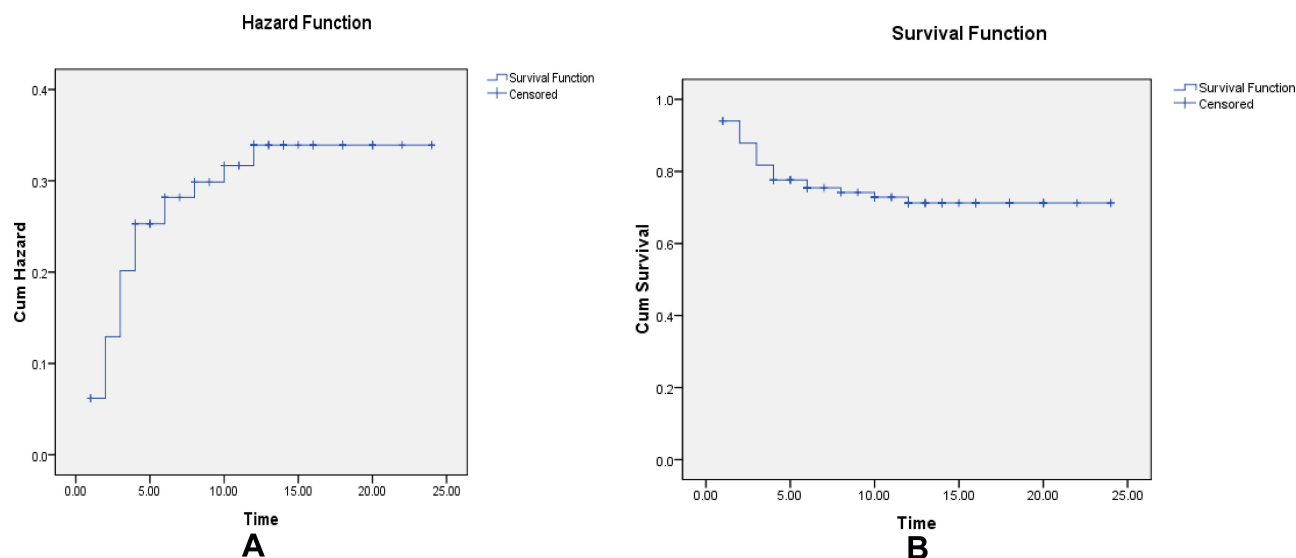 Hazard Function
Survival Function
Censored
0.4
0.3
0.2
0.1
0.0
Cum Hazard
0.00 5.00 10.00 15.00 20.00 25.00
Time
A
Survival Function
Survival Function
Censored
1.0
0.8
0.6
0.4
0.2
0.0
Cum Survival
0.00 5.00 10.00 15.00 20.00 25.00
Time
B